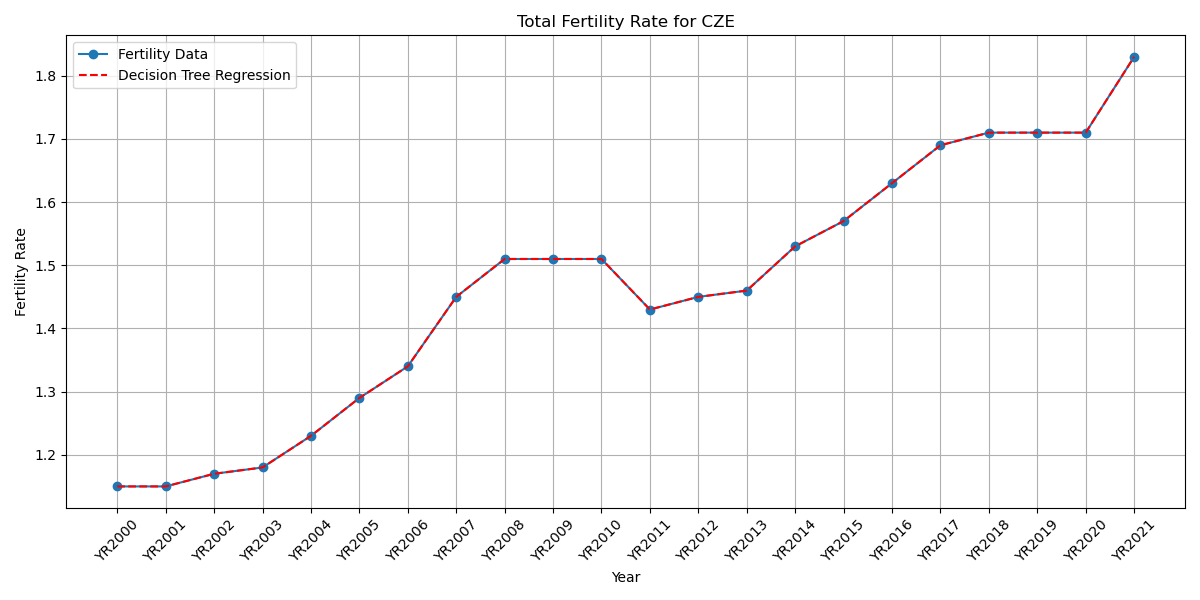 Total Fertility Rate for CZE
Fertility Data
Decision Tree Regression
Fertility Rate
1.8
1.7
1.6
1.5
1.4
1.3
1.2
YR2000
YR2001
YR2002
YR2003
YR2004
YR2005
YR2006
YR2007
YR2008
YR2009
YR2010
YR2011
YR2012
YR2013
YR2014
YR2015
YR2016
YR2017
YR2018
YR2019
YR2020
YR2021
Year